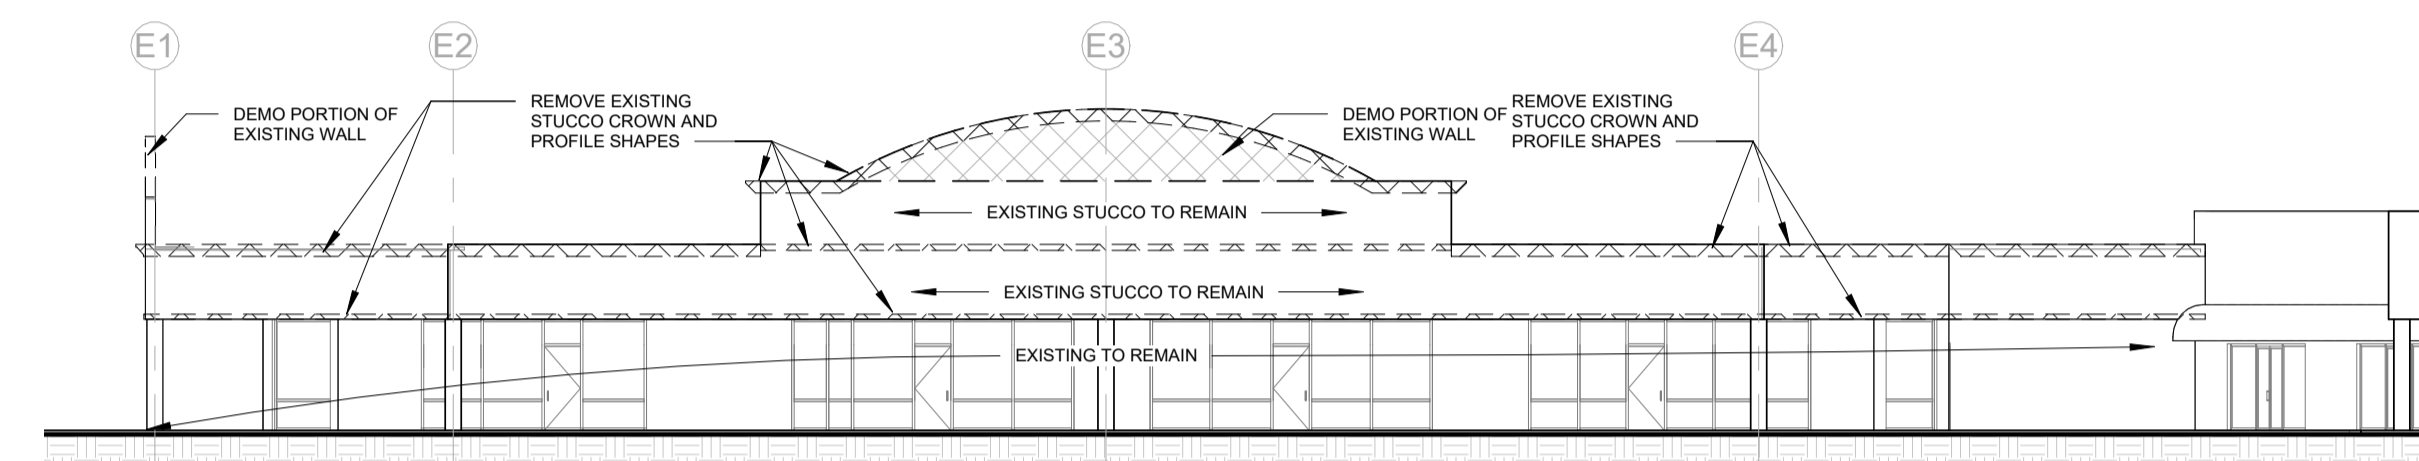 E1
E2
E3
E4
DEMO PORTION OF
EXISTING WALL
REMOVE EXISTING
STUCCO CROWN AND
PROFILE SHAPES
DEMO PORTION OF
EXISTING WALL
REMOVE EXISTING
STUCCO CROWN AND
PROFILE SHAPES
EXISTING STUCCO TO REMAIN
EXISTING STUCCO TO REMAIN
EXISTING TO REMAIN